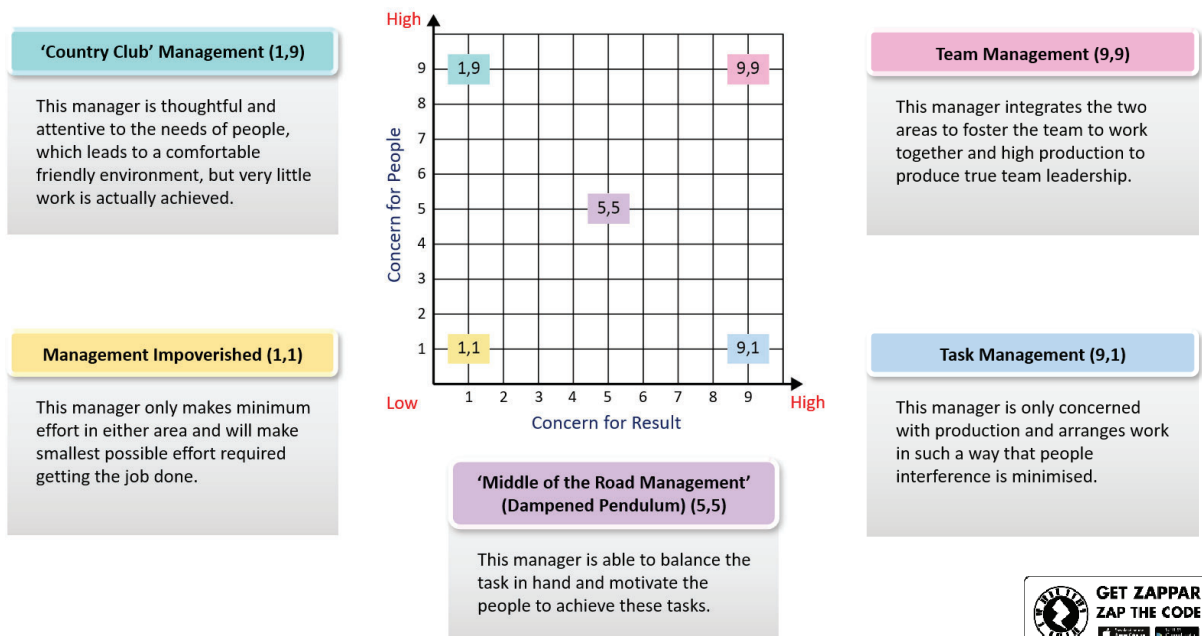 ‘Country Club’ Management (1,9)
This manager is thoughtful and
attentive to the needs of people,
which leads to a comfortable
friendly environment, but very little
work is actually achieved.
Management Impoverished (1,1)
This manager only makes minimum
effort in either area and will make
smallest possible effort required
getting the job done.
High
Concern for People
9
8
7
6
5
4
3
2
1
1,9
9,9
5,5
1,1
9,1
Low
1 2 3 4 5 6 7 8 9
High
Concern for Result
‘Middle of the Road Management’
(Dampened Pendulum) (5,5)
This manager is able to balance the
task in hand and motivate the
people to achieve these tasks.
Team Management (9,9)
This manager integrates the two
areas to foster the team to work
together and high production to
produce true team leadership.
Task Management (9,1)
This manager is only concerned
with production and arranges work
in such a way that people
interference is minimised.
GET ZAPPAR
ZAP THE CODE